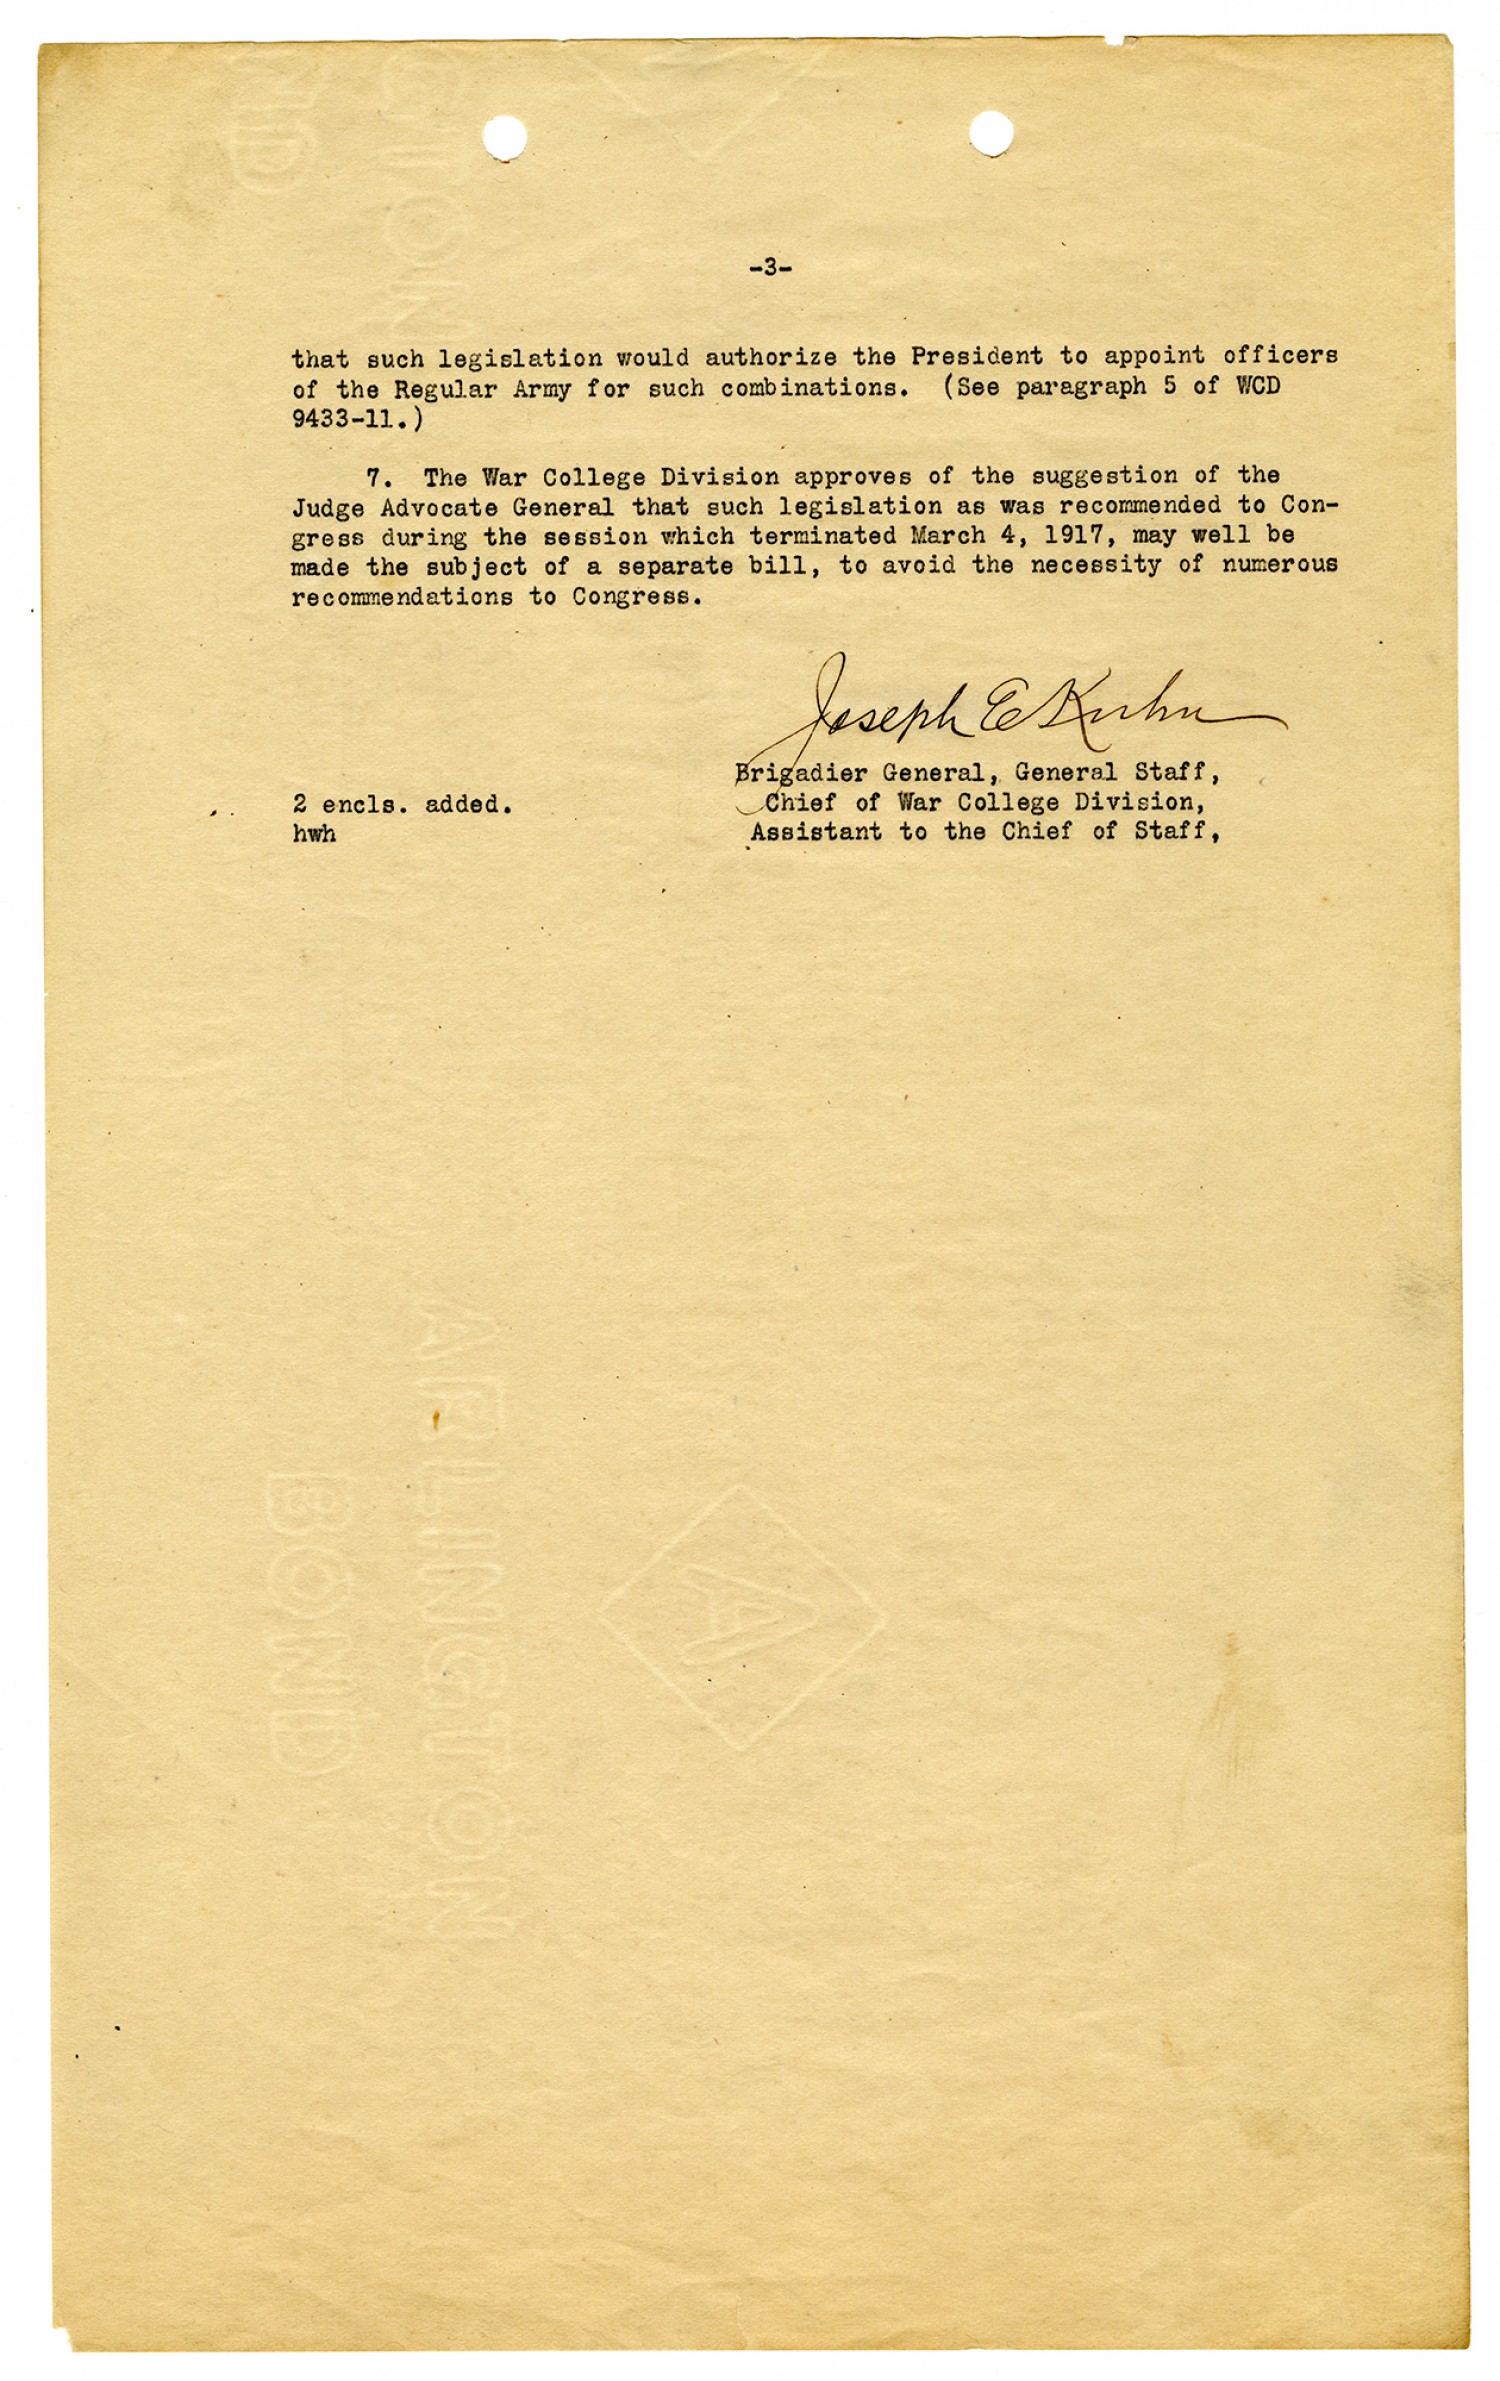 -3-
that such legislation would authorize the President to appoint officers
of the Regular Army for such combinations. (See paragraph 5 of WCD
9433-11.)
7. The War College Division approves of the suggestion of the
Judge Advocate General that such legislation as was recommended to Con-
gress during the session which terminated March 4, 1917, may well be
made the subject of a separate bill, to avoid the necessity of numerous
recommendations to Congress.
Joseph E Kuhn
Brigadier General, General Staff,
Chief of War College Division,
Assistant to the Chief of Staff,
2 encls. added.
hwh
ARLINGTON
BOND
A
GTON
ND